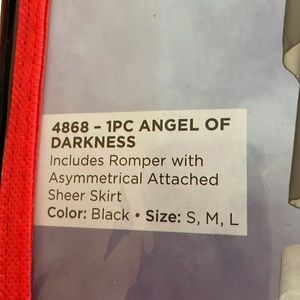 4868 – 1PC ANGEL OF
DARKNESS
Includes Romper with
Asymmetrical Attached
Sheer Skirt
Color: Black • Size: S, M, L